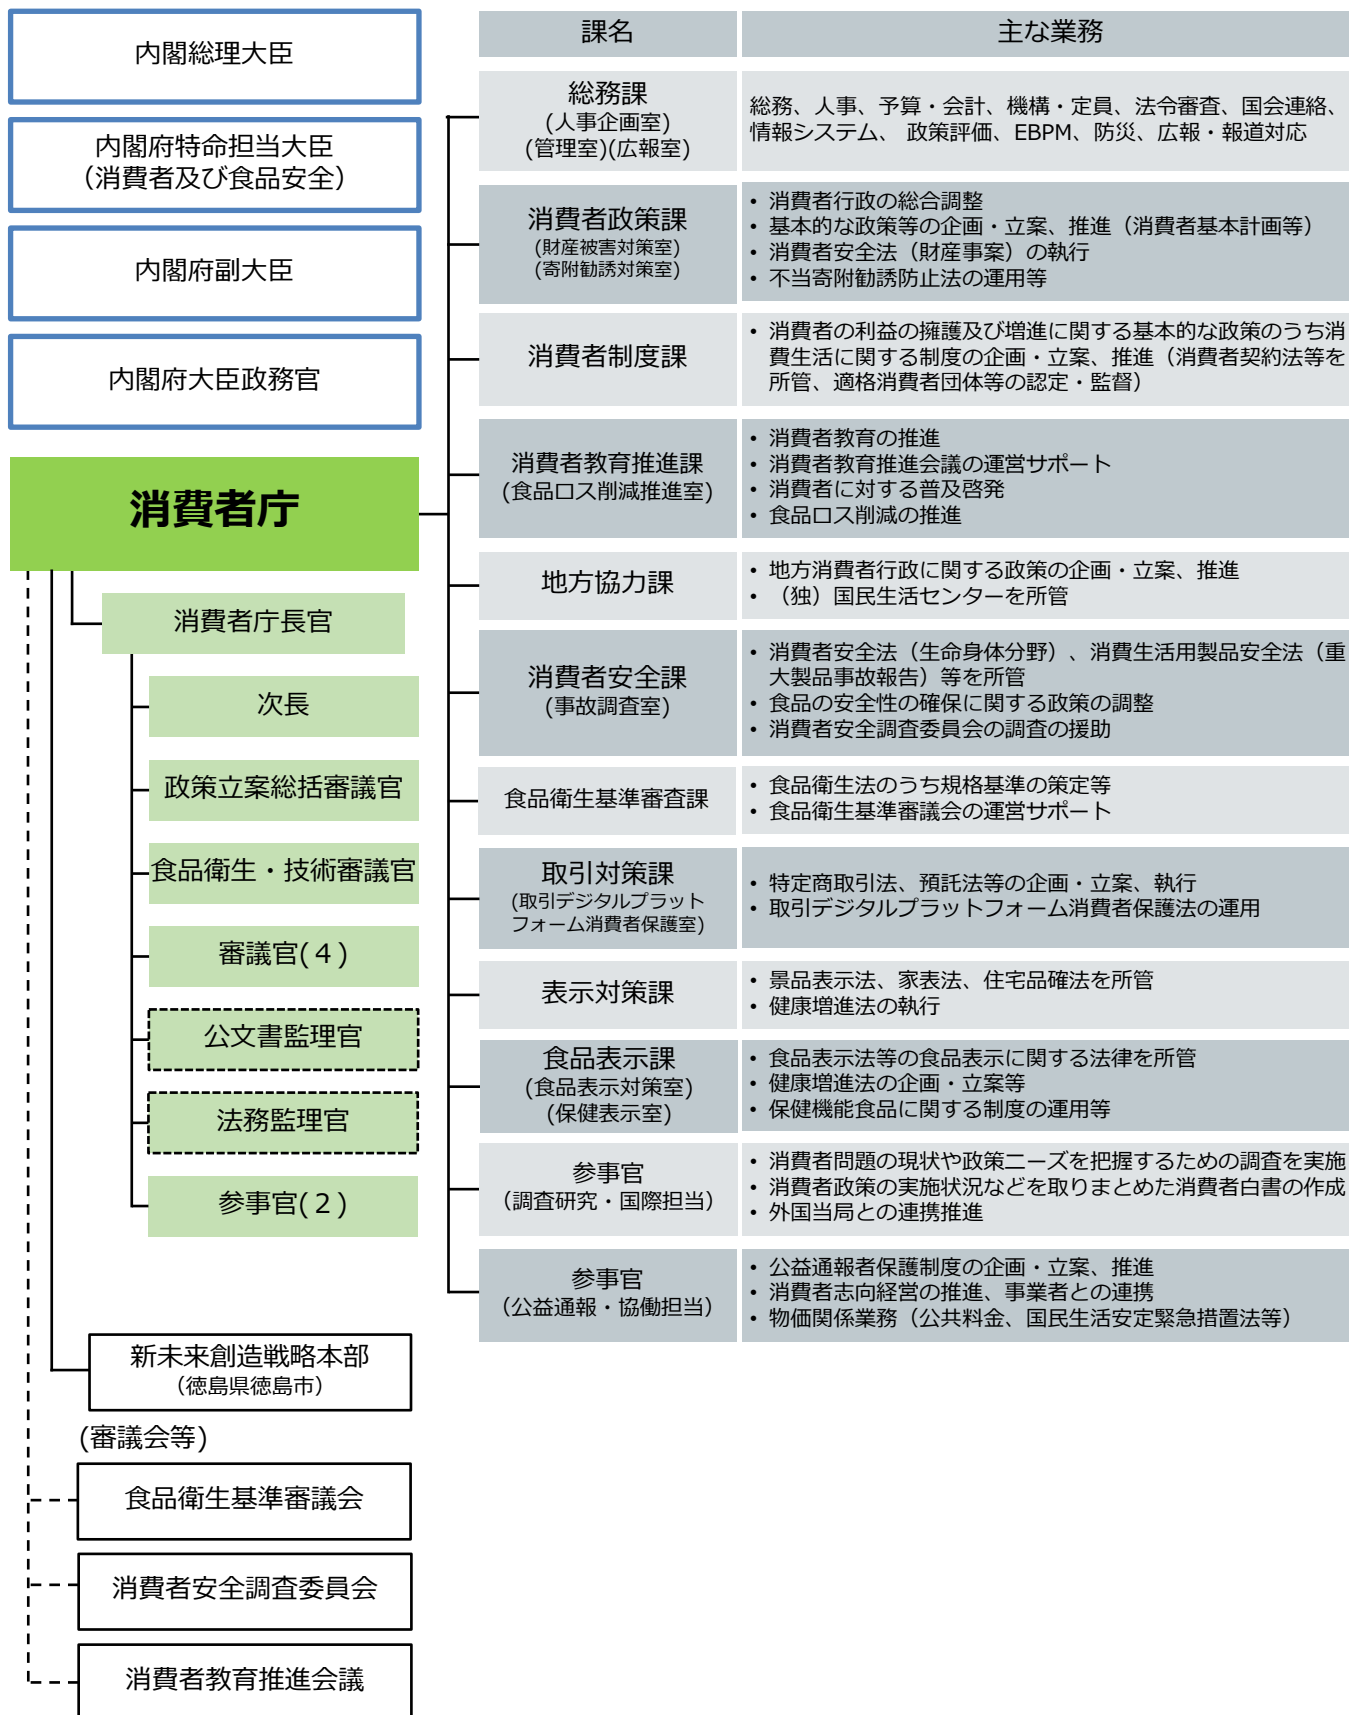 内閣総理大臣
内閣府特命担当大臣
（消費者及び食品安全）
内閣府副大臣
内閣府大臣政務官
消費者庁
消費者庁長官
次長
政策立案総括審議官
食品衛生・技術審議官
審議官(４)
公文書監理官
法務監理官
参事官(２)
新未来創造戦略本部
（徳島県徳島市）
(審議会等)
食品衛生基準審議会
消費者安全調査委員会
消費者教育推進会議
課名
主な業務
総務課
(人事企画室)
(管理室)(広報室)
総務、人事、予算・会計、機構・定員、法令審査、国会連絡、
情報システム、 政策評価、EBPM、防災、広報・報道対応
消費者政策課
(財産被害対策室)
(寄附勧誘対策室)
• 消費者行政の総合調整
• 基本的な政策等の企画・立案、推進（消費者基本計画等）
• 消費者安全法（財産事案）の執行
• 不当寄附勧誘防止法の運用等
消費者制度課
• 消費者の利益の擁護及び増進に関する基本的な政策のうち消
費生活に関する制度の企画・立案、推進（消費者契約法等を
所管、適格消費者団体等の認定・監督）
消費者教育推進課
(食品ロス削減推進室)
• 消費者教育の推進
• 消費者教育推進会議の運営サポート
• 消費者に対する普及啓発
• 食品ロス削減の推進
地方協力課
• 地方消費者行政に関する政策の企画・立案、推進
• （独）国民生活センターを所管
消費者安全課
(事故調査室)
• 消費者安全法（生命身体分野）、消費生活用製品安全法（重
大製品事故報告）等を所管
• 食品の安全性の確保に関する政策の調整
• 消費者安全調査委員会の調査の援助
食品衛生基準審査課
• 食品衛生法のうち規格基準の策定等
• 食品衛生基準審議会の運営サポート
取引対策課
(取引デジタルプラット
フォーム消費者保護室)
• 特定商取引法、預託法等の企画・立案、執行
• 取引デジタルプラットフォーム消費者保護法の運用
表示対策課
• 景品表示法、家表法、住宅品確法を所管
• 健康増進法の執行
食品表示課
(食品表示対策室)
(保健表示室)
• 食品表示法等の食品表示に関する法律を所管
• 健康増進法の企画・立案等
• 保健機能食品に関する制度の運用等
参事官
（調査研究・国際担当）
• 消費者問題の現状や政策ニーズを把握するための調査を実施
• 消費者政策の実施状況などを取りまとめた消費者白書の作成
• 外国当局との連携推進
参事官
（公益通報・協働担当）
• 公益通報者保護制度の企画・立案、推進
• 消費者志向経営の推進、事業者との連携
• 物価関係業務（公共料金、国民生活安定緊急措置法等）